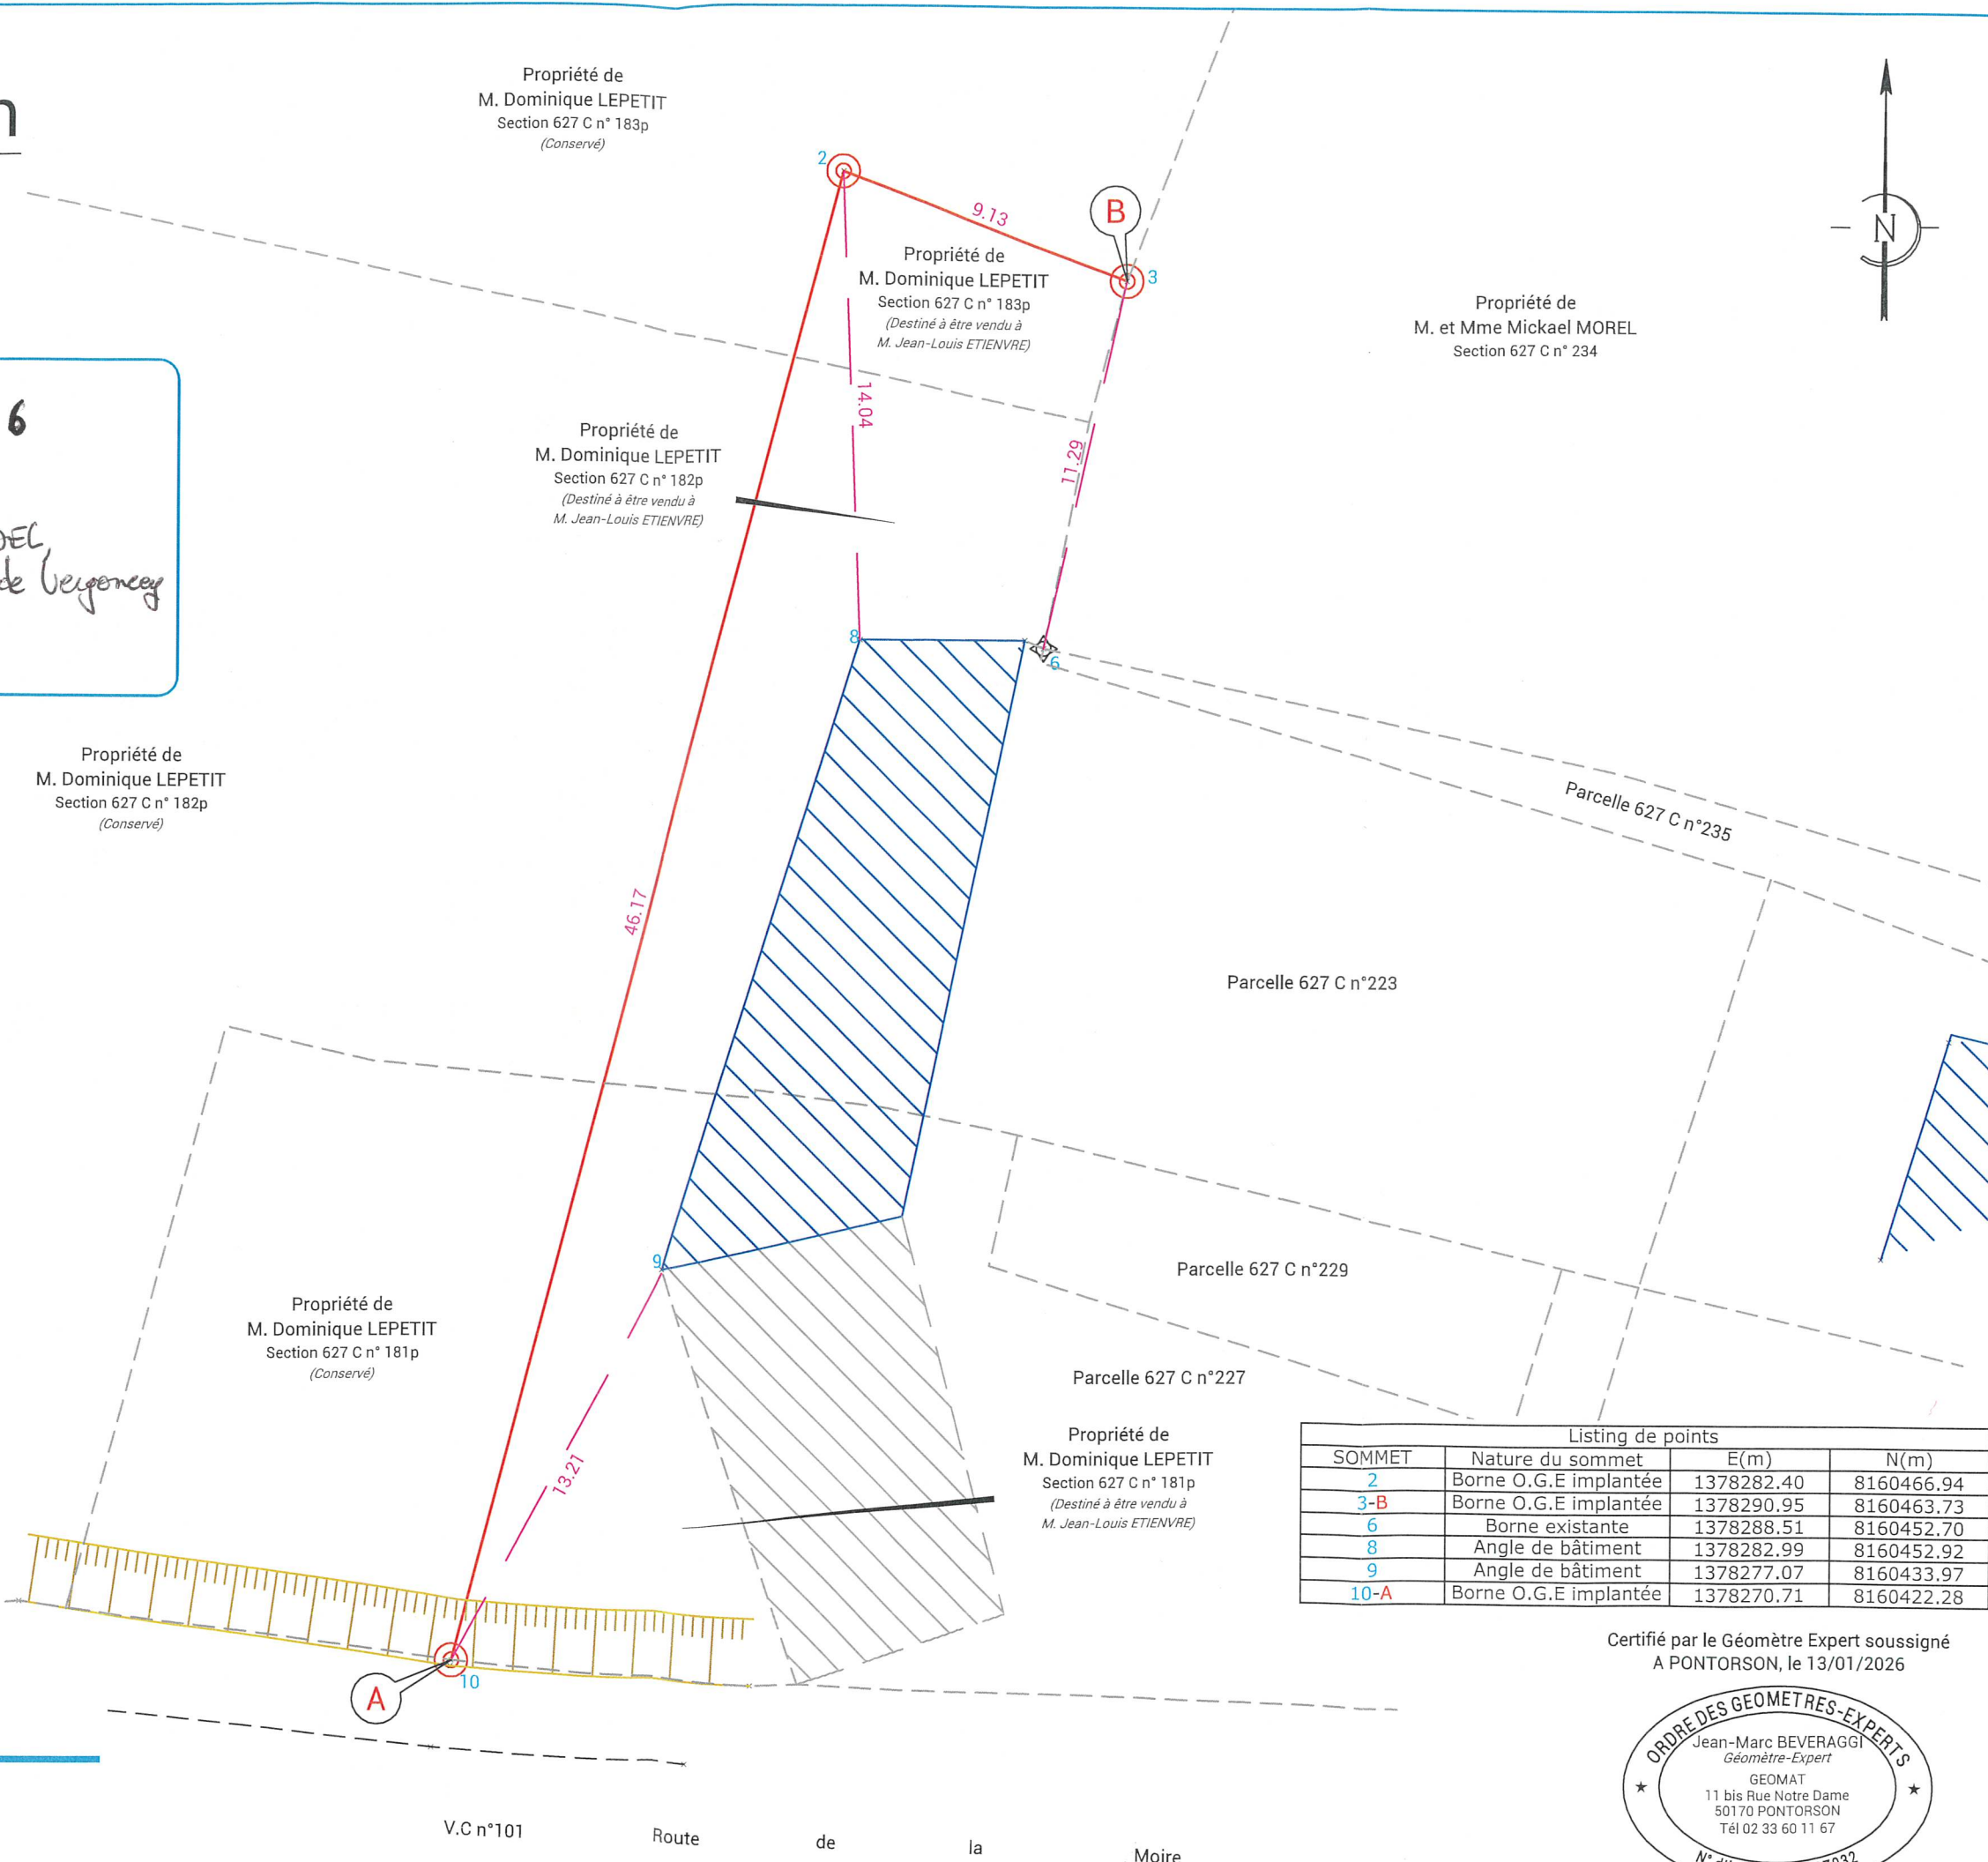 Propriété de
M. Dominique LEPETIT
Section 627 C n° 183p
(Conservé)
2
9.13
B
3
N
Propriété de
M. Dominique LEPETIT
Section 627 C n° 183p
(Destiné à être vendu à
M. Jean-Louis ETIENVRE)
Propriété de
M. et Mme Mickael MOREL
Section 627 C n° 234
6
14.04
11.29
Propriété de
M. Dominique LEPETIT
Section 627 C n° 182p
(Destiné à être vendu à
M. Jean-Louis ETIENVRE)
de Vergoncey
8
6
Propriété de
M. Dominique LEPETIT
Section 627 C n° 182p
(Conservé)
Parcelle 627 C n°235
46.17
Parcelle 627 C n°223
9
Parcelle 627 C n°229
Propriété de
M. Dominique LEPETIT
Section 627 C n° 181p
(Conservé)
Parcelle 627 C n°227
13.21
Propriété de
M. Dominique LEPETIT
Section 627 C n° 181p
(Destiné à être vendu à
M. Jean-Louis ETIENVRE)
Listing de points
SOMMET Nature du sommet E(m) N(m)
2 Borne O.G.E implantée 1378282.40 8160466.94
3-B Borne O.G.E implantée 1378290.95 8160463.73
6 Borne existante 1378288.51 8160452.70
8 Angle de bâtiment 1378282.99 8160452.92
9 Angle de bâtiment 1378277.07 8160433.97
10-A Borne O.G.E implantée 1378270.71 8160422.28
10
A
Certifié par le Géomètre Expert soussigné
A PONTORSON, le 13/01/2026
ORDRE DES GEOMETRES-EXPERTS
Jean-Marc BEVERAGGI
Géomètre-Expert
GEOMAT
11 bis Rue Notre Dame
50170 PONTORSON
Tél 02 33 60 11 67
V.C n°101 Route de la Moire